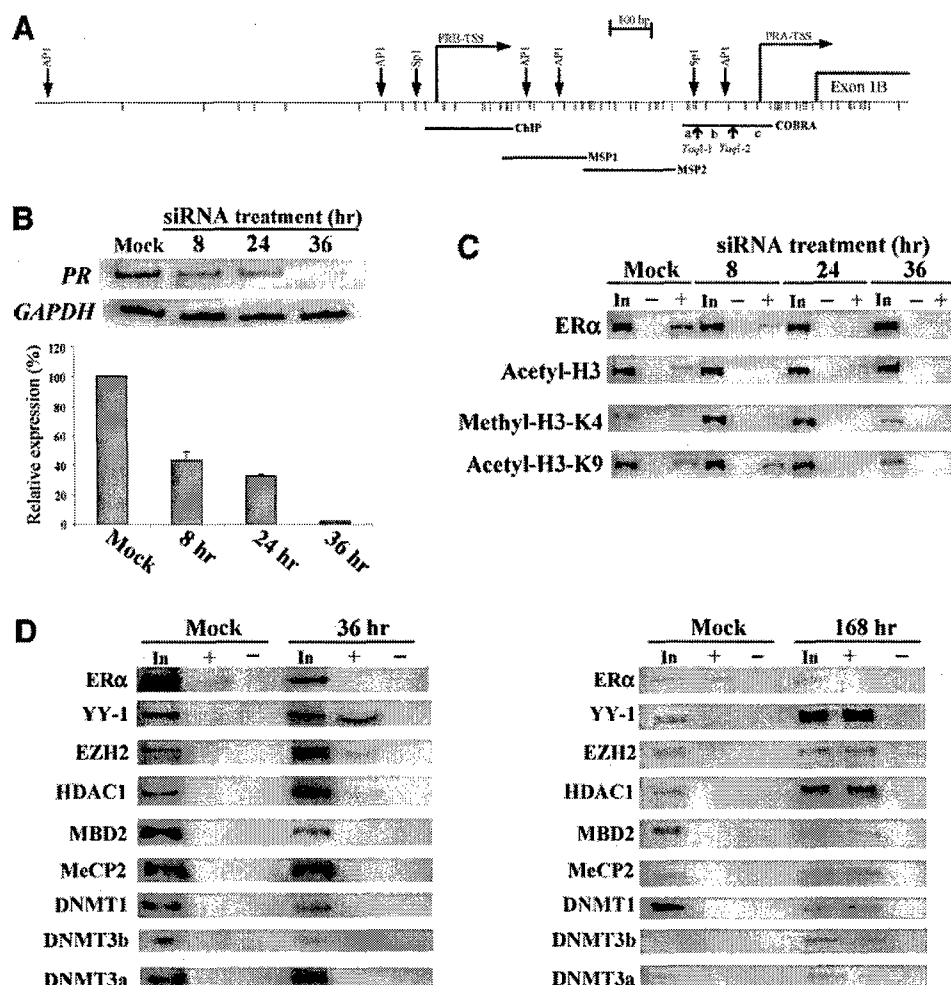 A
AP1
AP1
Sp1
PRB-TSS
AP1
AP1
100 bp
Sp1
AP1
PRA-TSS
Exon 1B
ChIP
a b c COBRA
TaqI-1 TaqI-2
MSP1
MSP2
B
siRNA treatment (hr)
Mock 8 24 36
PR
GAPDH
Relative expression (%)
120
100
80
60
40
20
0
Mock 8 hr 24 hr 36 hr
C
siRNA treatment (hr)
Mock 8 24 36
In − + In − + In − + In − +
ERα
Acetyl-H3
Methyl-H3-K4
Acetyl-H3-K9
D
Mock 36 hr
In + − In + −
ERα
YY-1
EZH2
HDAC1
MBD2
MeCP2
DNMT1
DNMT3b
DNMT3a
Mock 168 hr
In + − In + −
ERα
YY-1
EZH2
HDAC1
MBD2
MeCP2
DNMT1
DNMT3b
DNMT3a